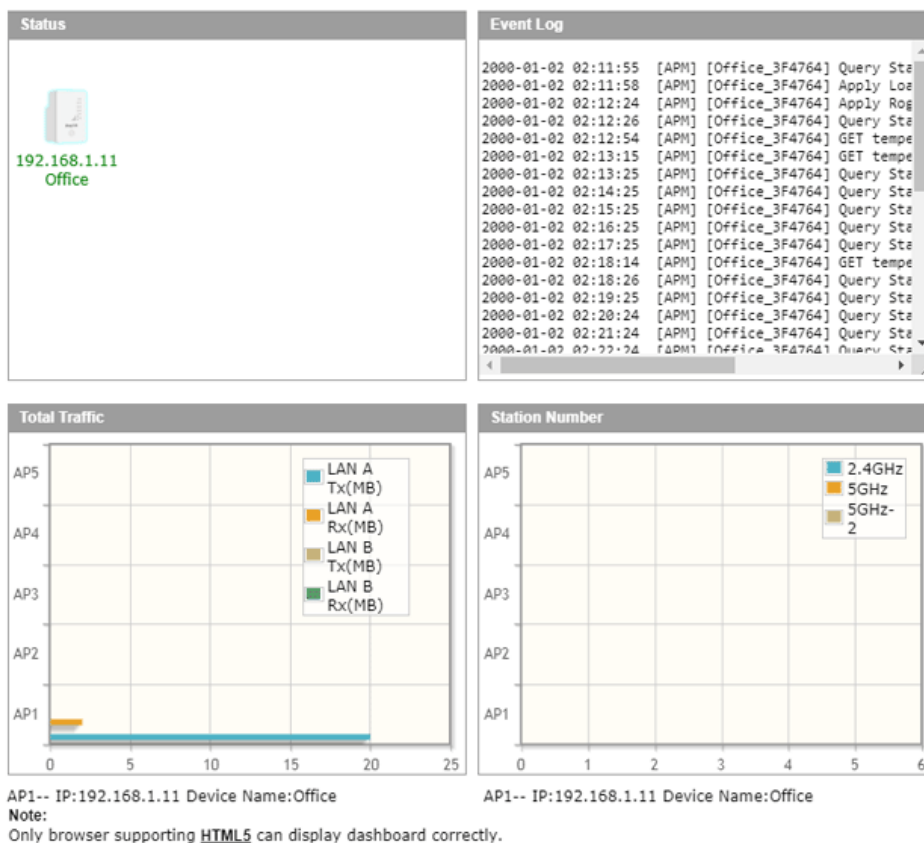 Status
192.168.1.11
Office
Event Log
2000-01-02 02:11:55 [APM] [Office_3F4764] Query Sta
2000-01-02 02:11:58 [APM] [Office_3F4764] Apply Loa
2000-01-02 02:12:24 [APM] [Office_3F4764] Apply Rog
2000-01-02 02:12:26 [APM] [Office_3F4764] Query Sta
2000-01-02 02:12:54 [APM] [Office_3F4764] GET tempe
2000-01-02 02:13:15 [APM] [Office_3F4764] GET tempe
2000-01-02 02:13:25 [APM] [Office_3F4764] Query Sta
2000-01-02 02:14:25 [APM] [Office_3F4764] Query Sta
2000-01-02 02:15:25 [APM] [Office_3F4764] Query Sta
2000-01-02 02:16:25 [APM] [Office_3F4764] Query Sta
2000-01-02 02:17:25 [APM] [Office_3F4764] Query Sta
2000-01-02 02:18:14 [APM] [Office_3F4764] GET tempe
2000-01-02 02:18:26 [APM] [Office_3F4764] Query Sta
2000-01-02 02:19:25 [APM] [Office_3F4764] Query Sta
2000-01-02 02:20:24 [APM] [Office_3F4764] Query Sta
2000-01-02 02:21:24 [APM] [Office_3F4764] Query Sta
2000-01-02 02:22:24 [APM] [Office_3F4764] Query Sta
Total Traffic
LAN A
Tx(MB)
LAN A
Rx(MB)
LAN B
Tx(MB)
LAN B
Rx(MB)
AP5
AP4
AP3
AP2
AP1
0 5 10 15 20 25
AP1-- IP:192.168.1.11 Device Name:Office
Station Number
2.4GHz
5GHz
5GHz-
2
AP5
AP4
AP3
AP2
AP1
0 1 2 3 4 5 6
AP1-- IP:192.168.1.11 Device Name:Office
Note:
Only browser supporting HTML5 can display dashboard correctly.